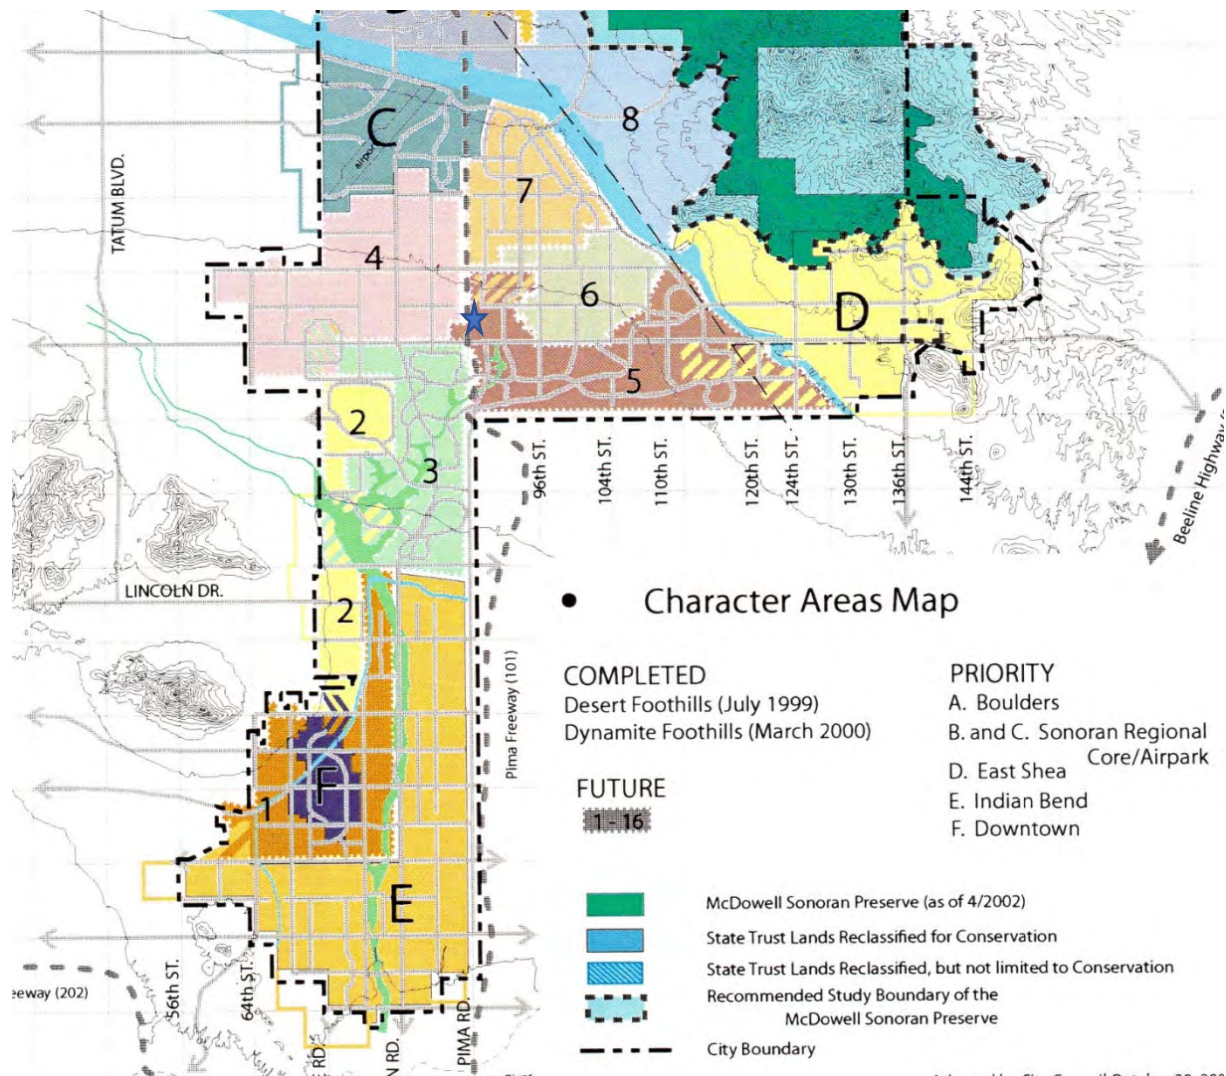 C
airpor
8
7
4
6
D
5
TATUM BLVD.
2
3
96th ST.
104th ST.
110th ST.
120th ST.
124th ST.
130th ST.
136th ST.
144th ST.
Beeline Highway
LINCOLN DR.
2
Pima Freeway (101)
F
1
E
eeway (202)
56th ST.
64th ST.
RD.
N RD.
PIMA RD.
• Character Areas Map
COMPLETED
Desert Foothills (July 1999)
Dynamite Foothills (March 2000)
FUTURE
1 - 16
PRIORITY
A. Boulders
B. and C. Sonoran Regional
Core/Airpark
D. East Shea
E. Indian Bend
F. Downtown
McDowell Sonoran Preserve (as of 4/2002)
State Trust Lands Reclassified for Conservation
State Trust Lands Reclassified, but not limited to Conservation
Recommended Study Boundary of the
McDowell Sonoran Preserve
City Boundary